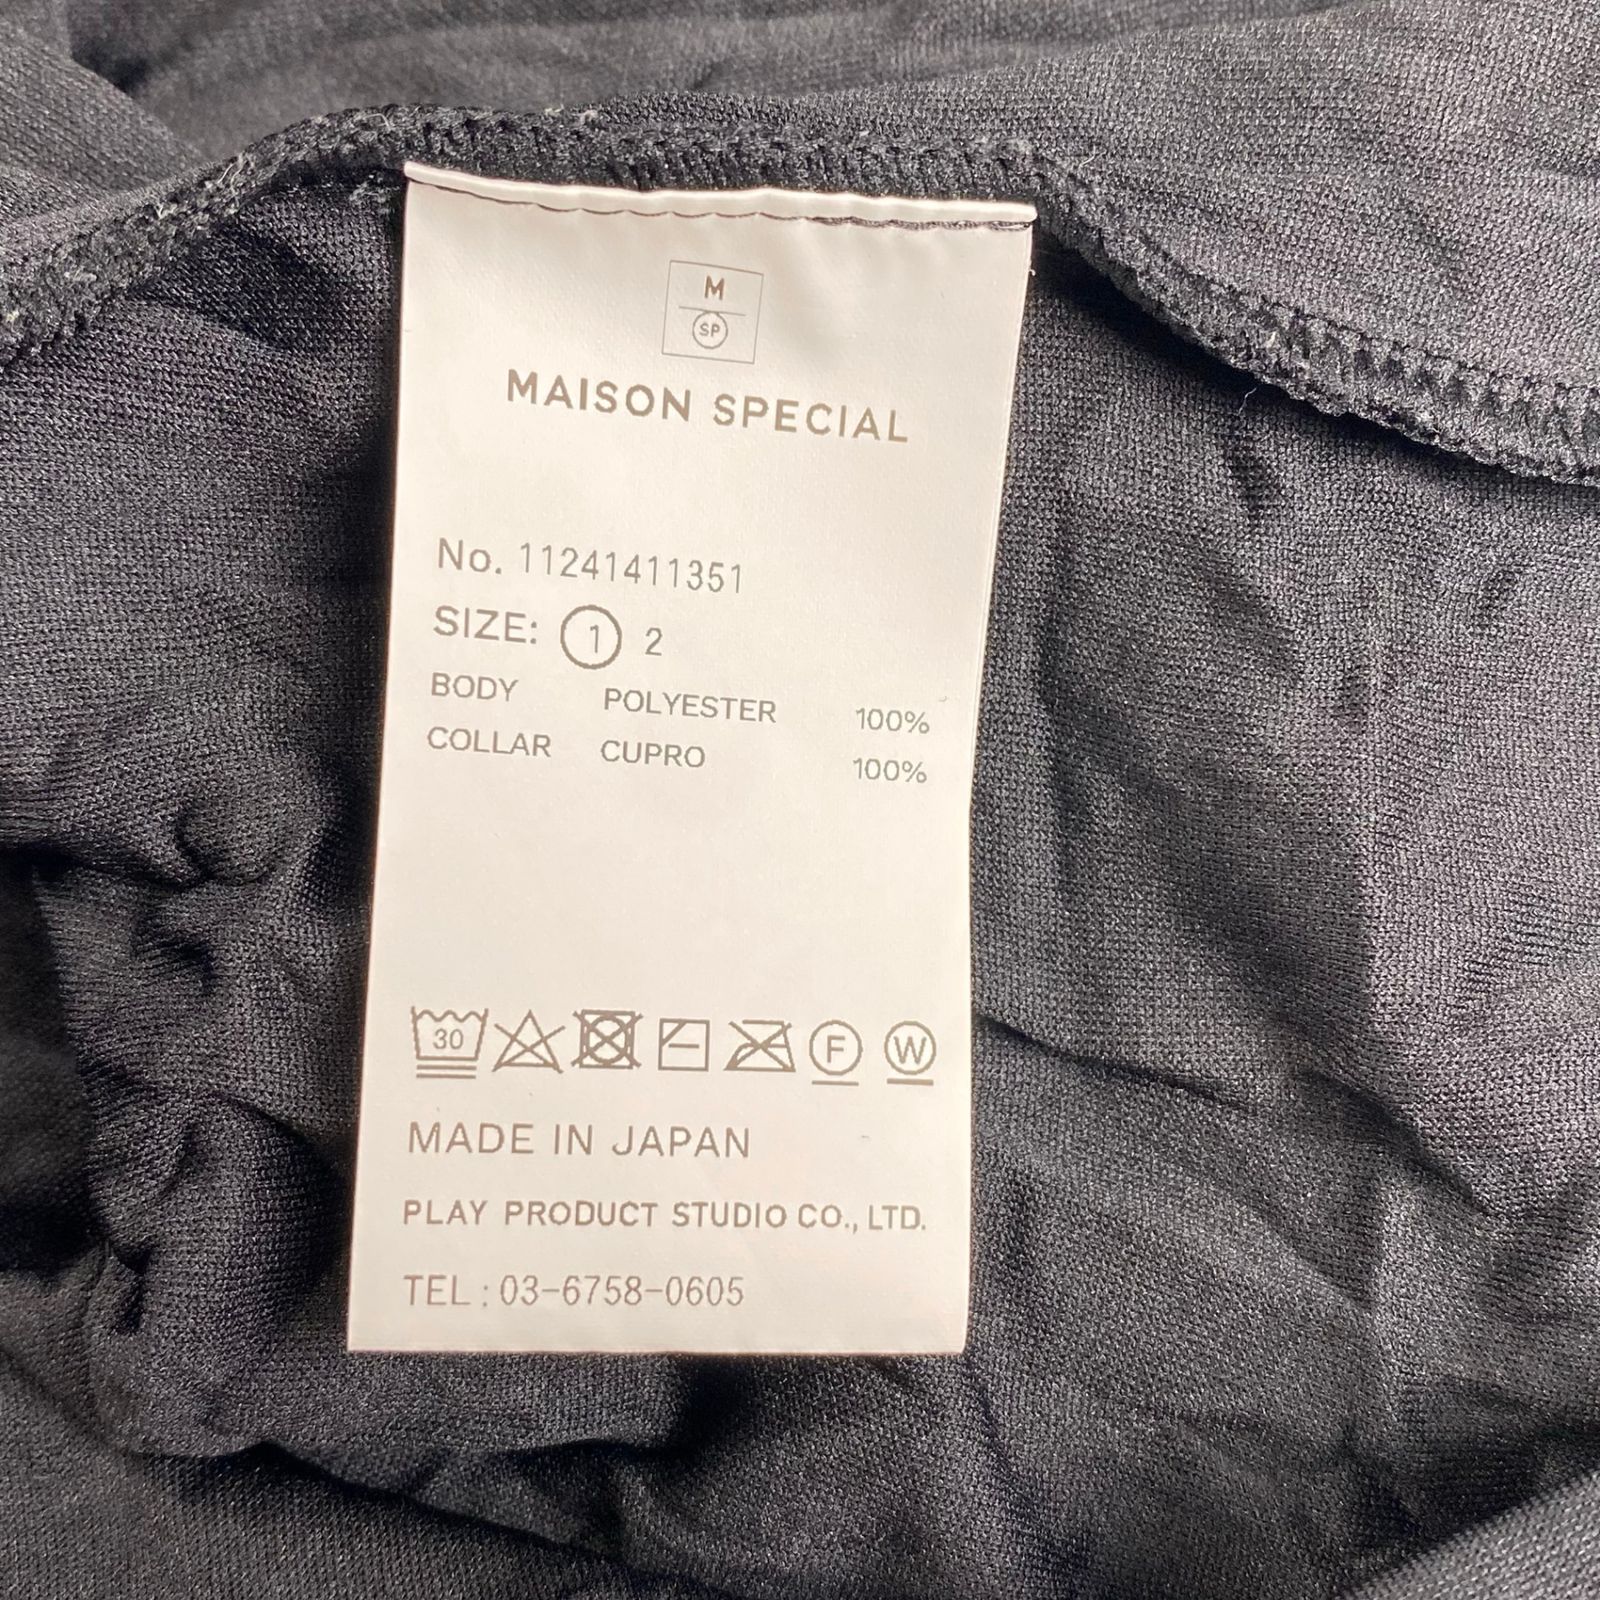 M
SP
MAISON SPECIAL
No. 11241411351
SIZE: 1 2
BODY POLYESTER 100%
COLLAR CUPRO 100%
30 F W
MADE IN JAPAN
PLAY PRODUCT STUDIO CO., LTD.
TEL : 03-6758-0605